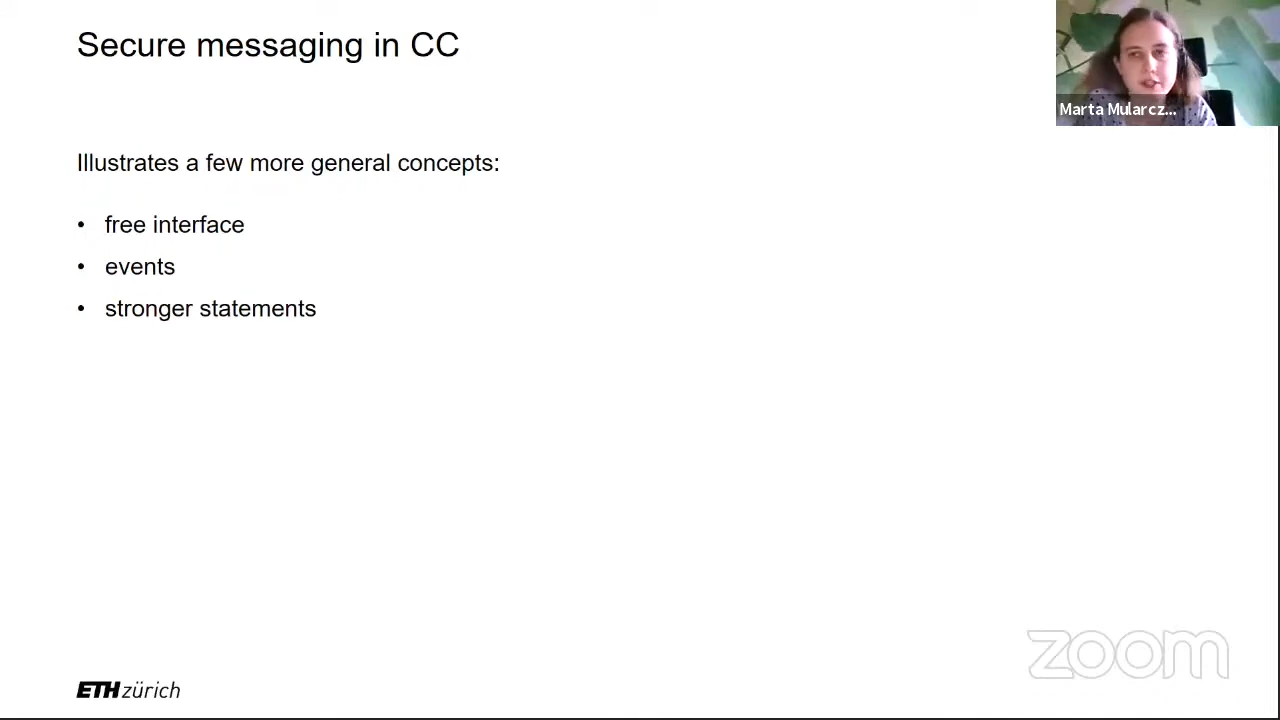 Secure messaging in CC
Marta Mularcz...
Illustrates a few more general concepts:
• free interface
• events
• stronger statements
zoom
ETH zürich